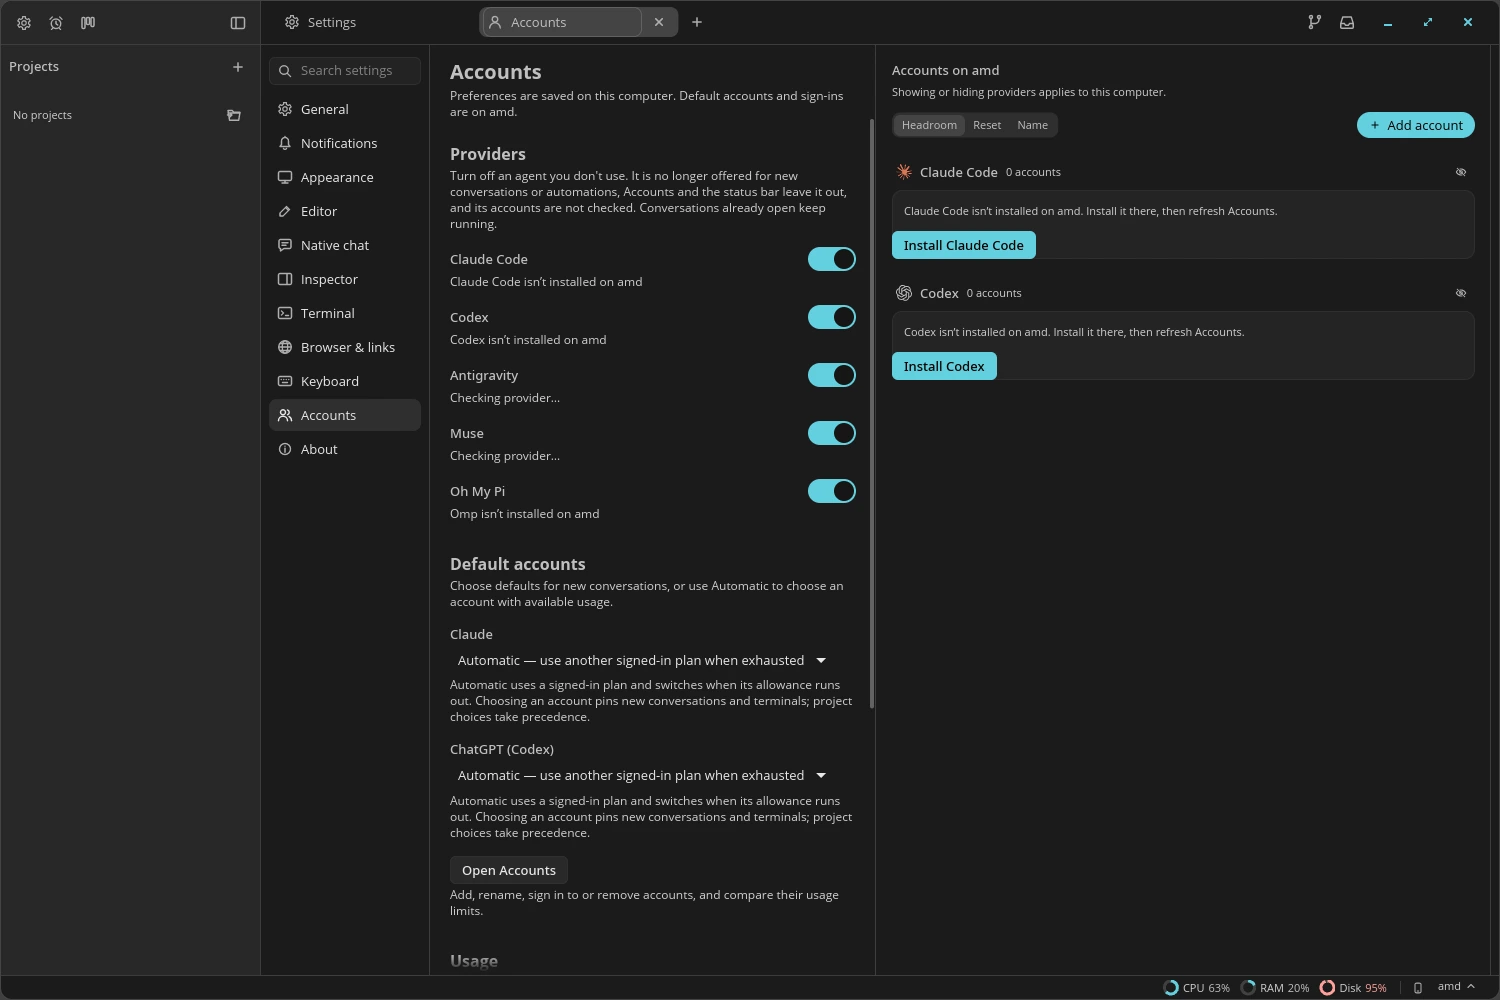 Settings
Accounts
Projects
No projects
Search settings
General
Notifications
Appearance
Editor
Native chat
Inspector
Terminal
Browser & links
Keyboard
Accounts
About
Accounts
Preferences are saved on this computer. Default accounts and sign-ins
are on amd.
Providers
Turn off an agent you don't use. It is no longer offered for new
conversations or automations, Accounts and the status bar leave it out,
and its accounts are not checked. Conversations already open keep
running.
Claude Code
Claude Code isn’t installed on amd
Codex
Codex isn’t installed on amd
Antigravity
Checking provider…
Muse
Checking provider…
Oh My Pi
Omp isn’t installed on amd
Default accounts
Choose defaults for new conversations, or use Automatic to choose an
account with available usage.
Claude
Automatic — use another signed-in plan when exhausted
Automatic uses a signed-in plan and switches when its allowance runs
out. Choosing an account pins new conversations and terminals; project
choices take precedence.
ChatGPT (Codex)
Automatic — use another signed-in plan when exhausted
Automatic uses a signed-in plan and switches when its allowance runs
out. Choosing an account pins new conversations and terminals; project
choices take precedence.
Open Accounts
Add, rename, sign in to or remove accounts, and compare their usage
limits.
Usage
Accounts on amd
Showing or hiding providers applies to this computer.
Headroom Reset Name
+ Add account
Claude Code 0 accounts
Claude Code isn’t installed on amd. Install it there, then refresh Accounts.
Install Claude Code
Codex 0 accounts
Codex isn’t installed on amd. Install it there, then refresh Accounts.
Install Codex
CPU 63% RAM 20% Disk 95% amd